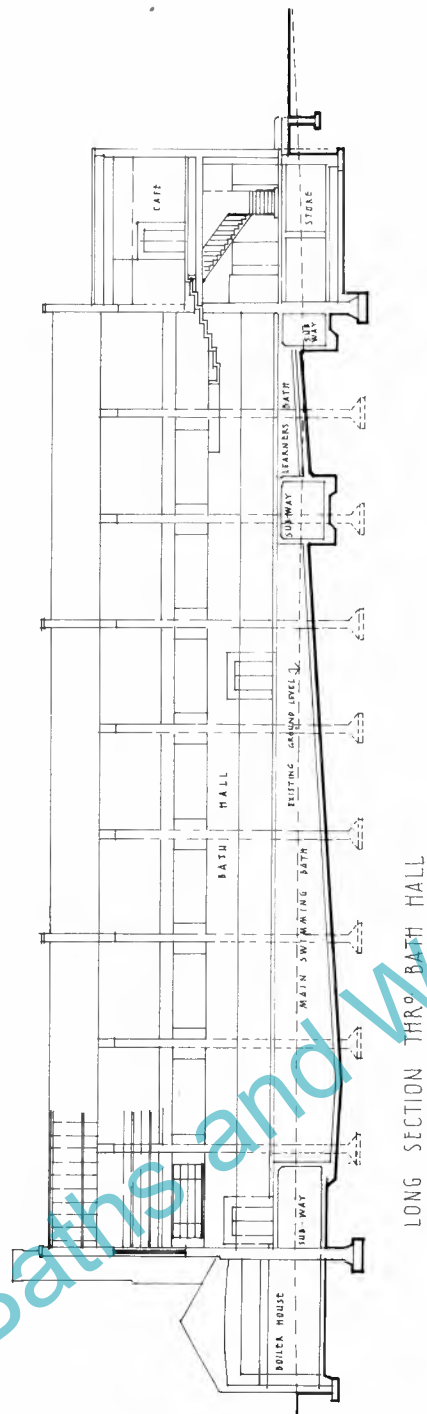 CAFE
STORE
SUB WAY
LEARNERS BATH
SUBWAY
BATH HALL
EXISTING GROUND LEVEL
MAIN SWIMMING BATH
SUB-WAY
BOILER HOUSE
LONG SECTION THRO BATH HALL
Baths and W